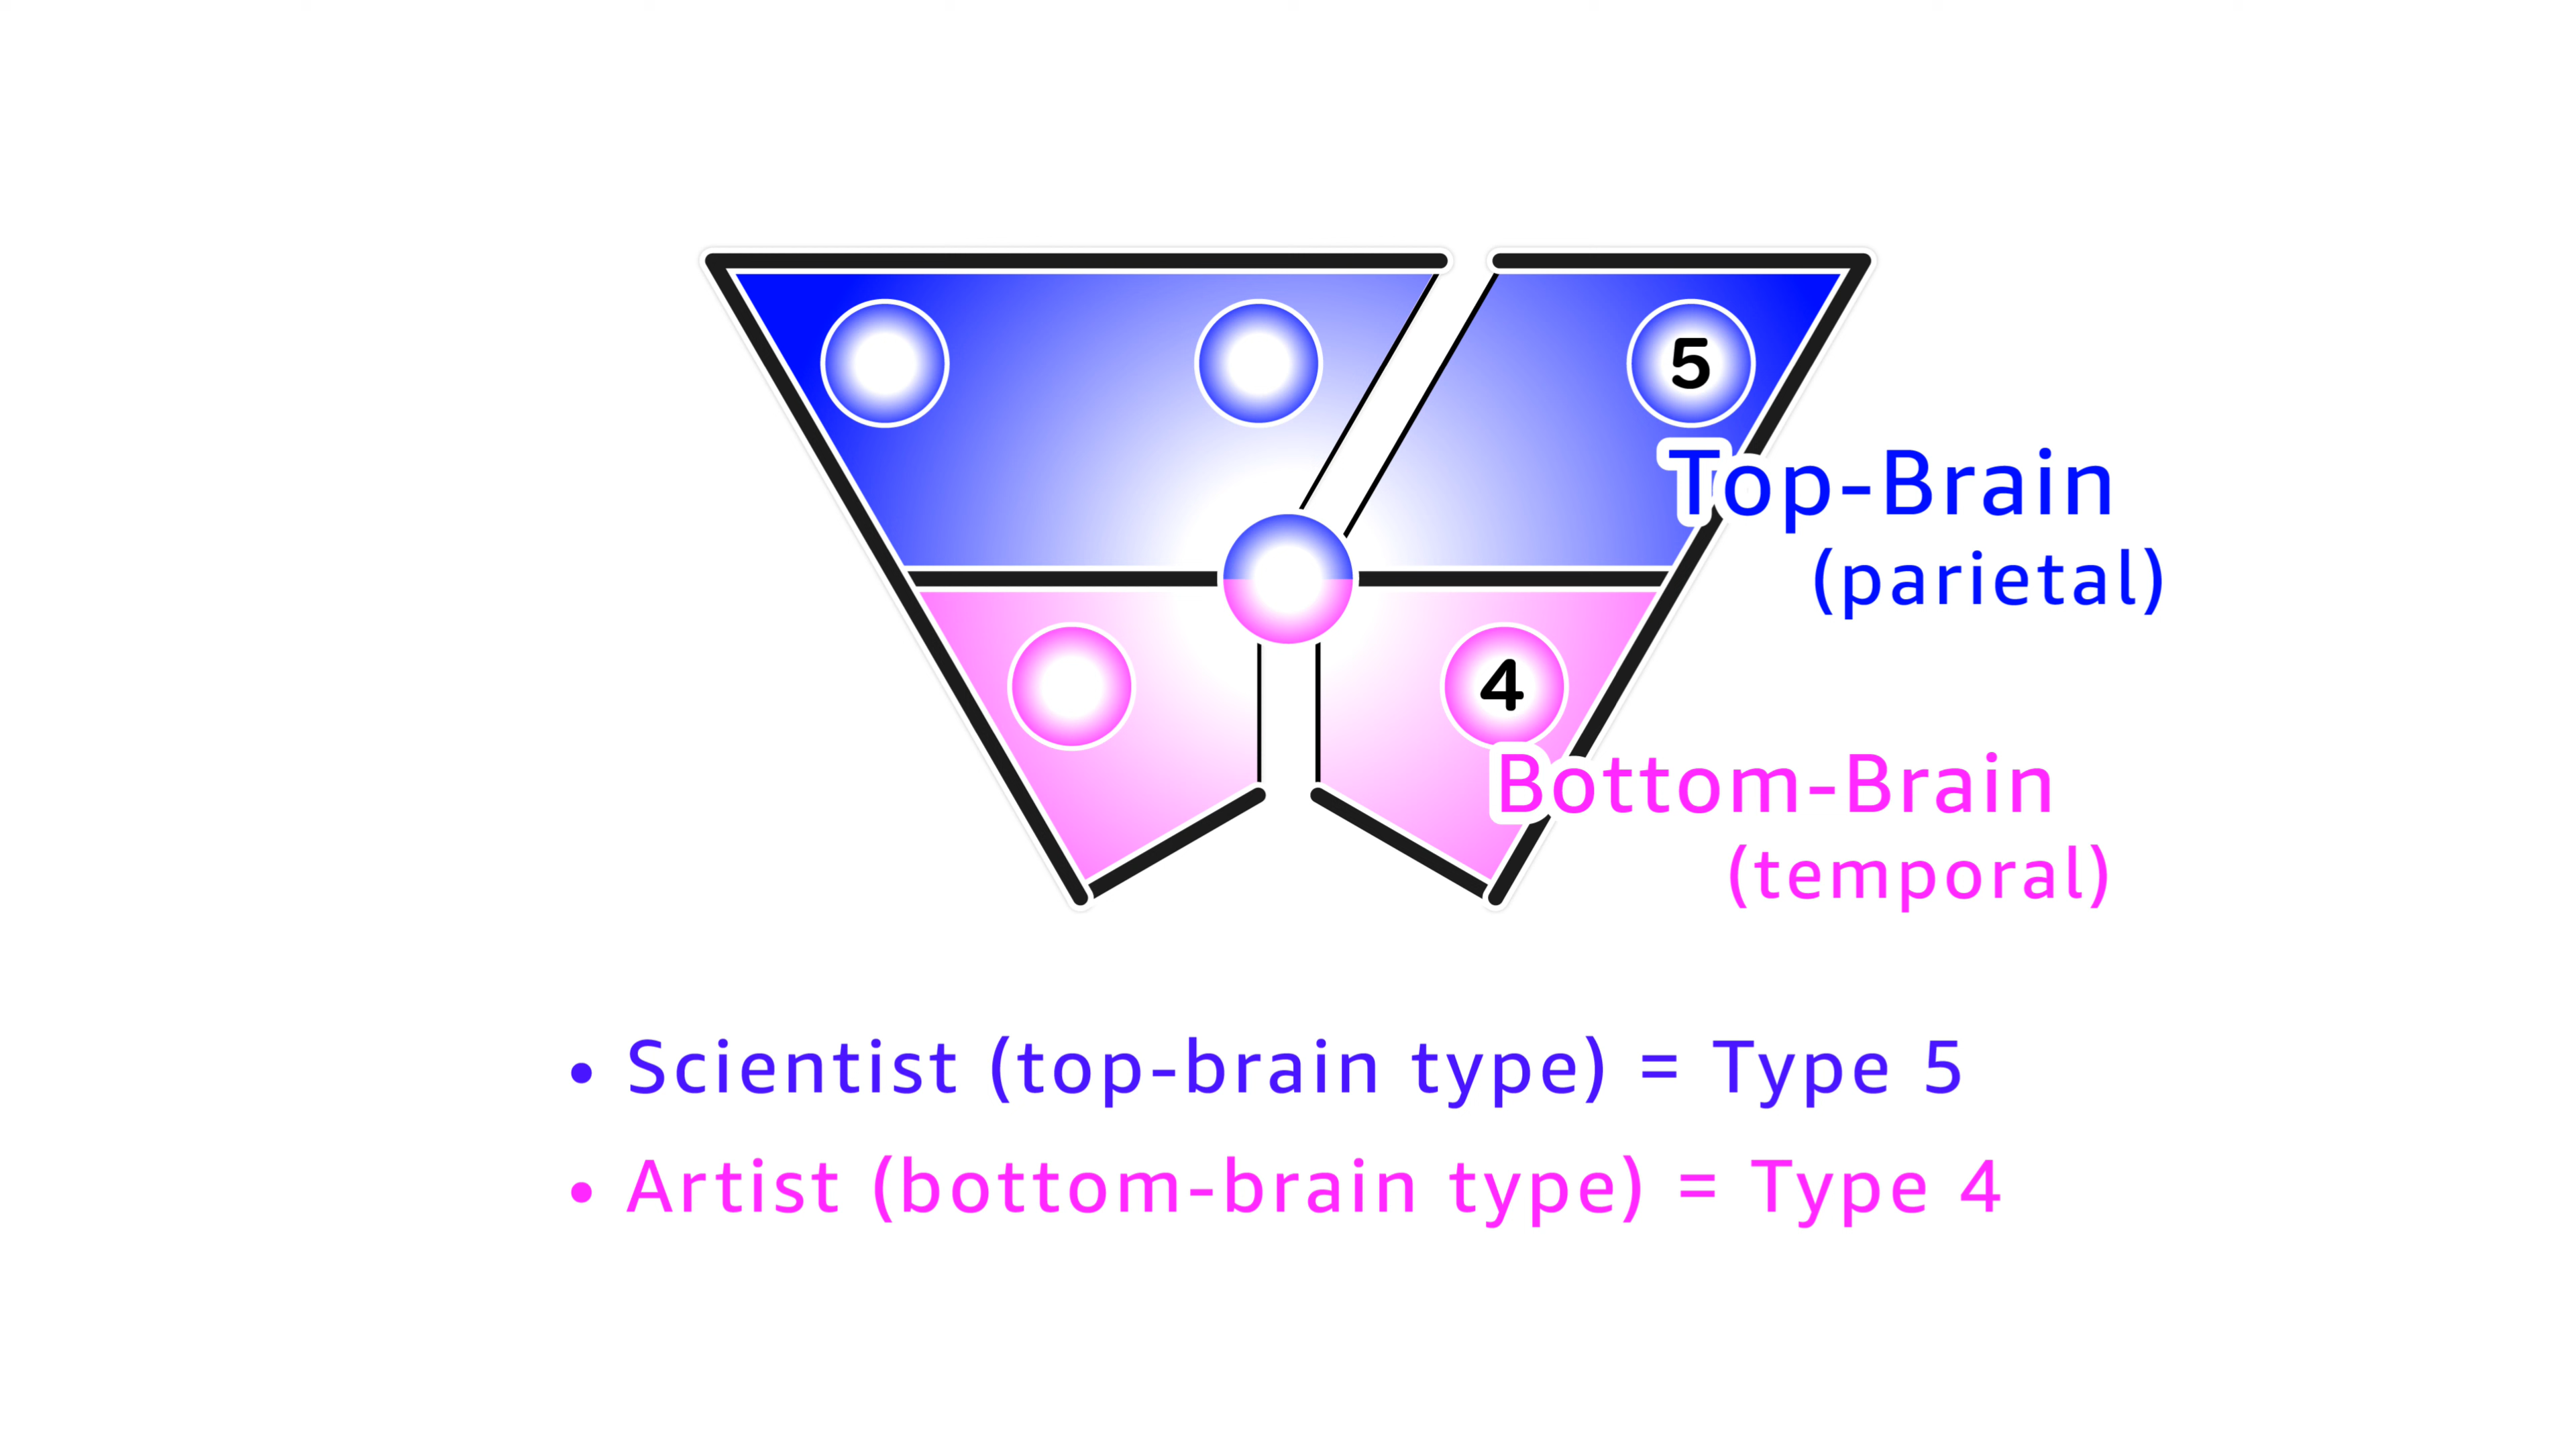 5
Top-Brain
(parietal)
4
Bottom-Brain
(temporal)
• Scientist (top-brain type) = Type 5
• Artist (bottom-brain type) = Type 4